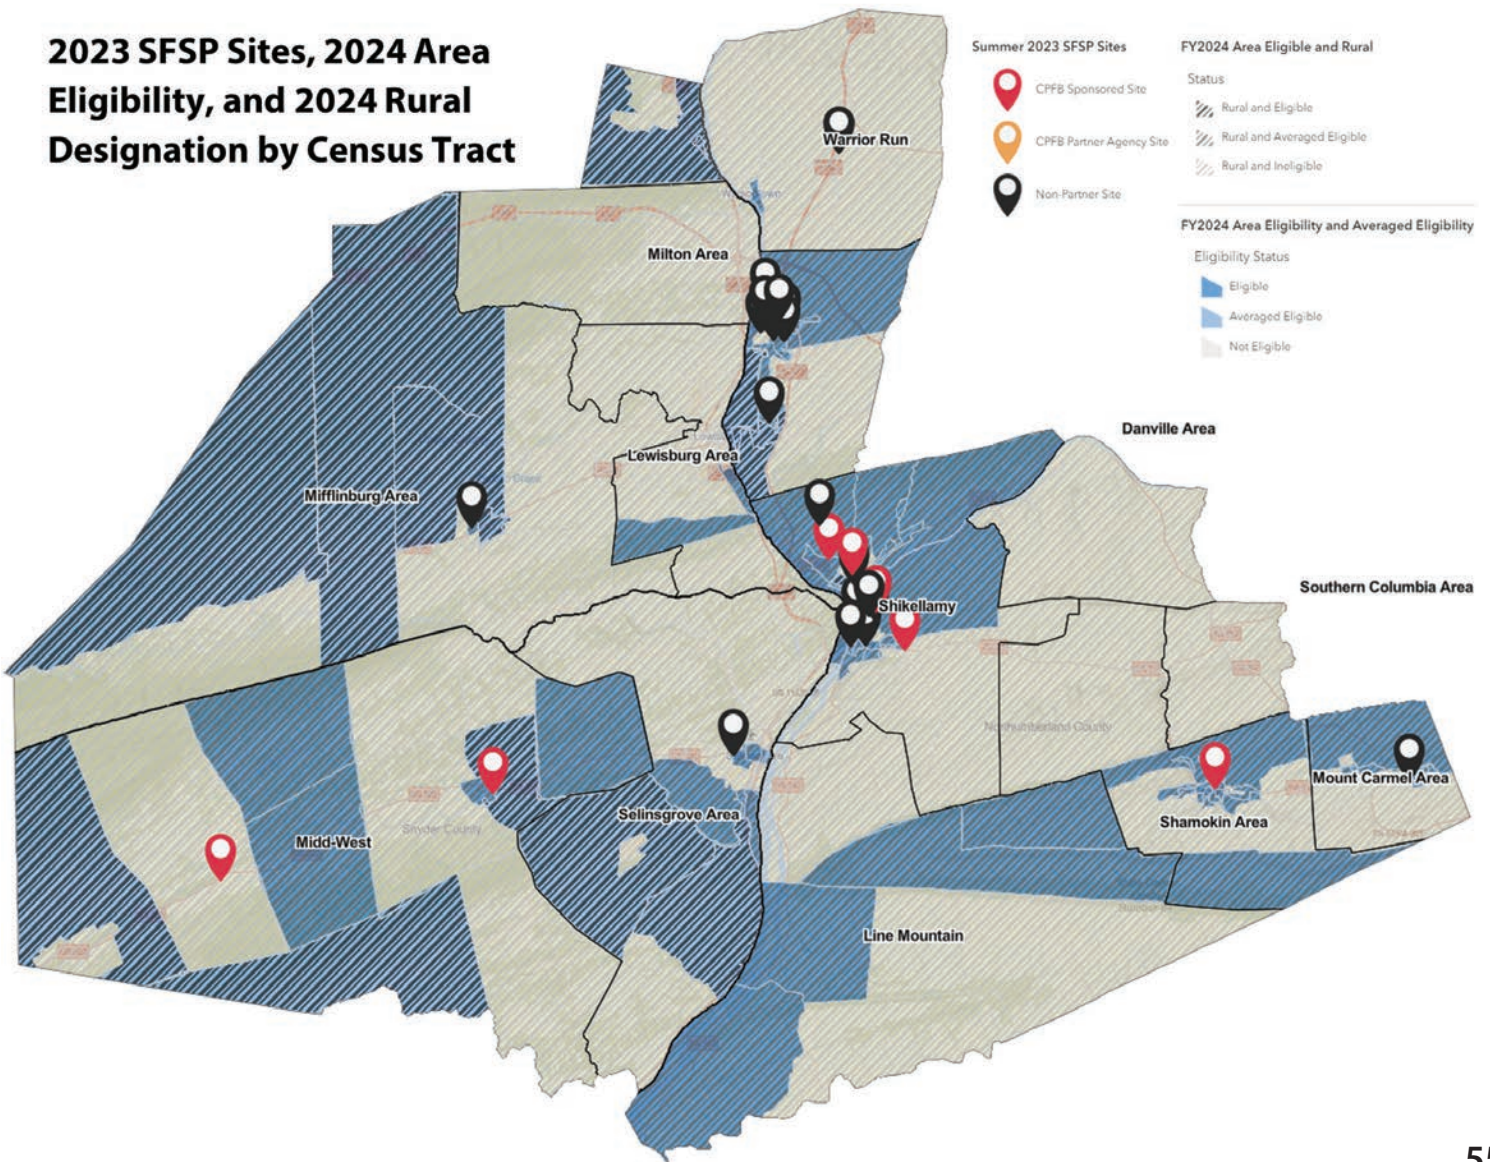 2023 SFSP Sites, 2024 Area
Eligibility, and 2024 Rural
Designation by Census Tract
Summer 2023 SFSP Sites
CPFB Sponsored Site
CPFB Partner Agency Site
Non-Partner Site
FY2024 Area Eligible and Rural
Status
Rural and Eligible
Rural and Averaged Eligible
Rural and Ineligible
FY2024 Area Eligibility and Averaged Eligibility
Eligibility Status
Eligible
Averaged Eligible
Not Eligible
Warrior Run
Milton Area
Danville Area
Lewisburg Area
Mifflinburg Area
Southern Columbia Area
Shikellamy
Northumberland County
Mount Carmel Area
Selinsgrove Area
Shamokin Area
Snyder County
Midd-West
Line Mountain